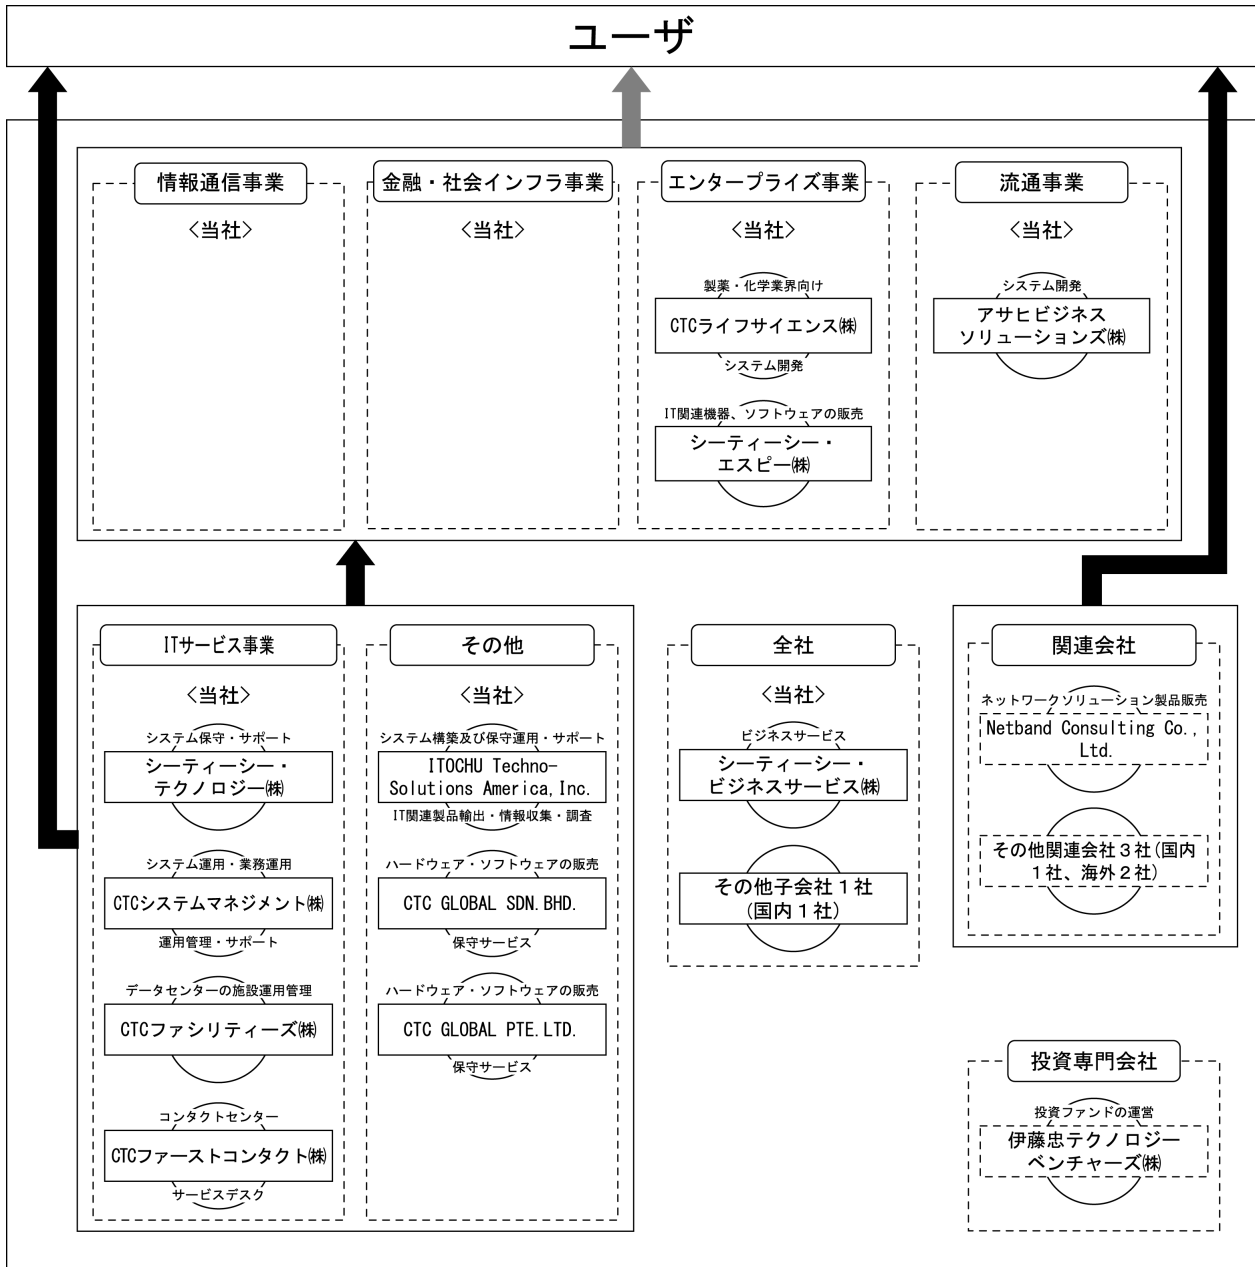 ユーザ
情報通信事業
〈当社〉
金融・社会インフラ事業
〈当社〉
エンタープライズ事業
〈当社〉
製薬・化学業界向け
CTCライフサイエンス㈱
システム開発
IT関連機器、ソフトウェアの販売
シーティーシー・
エスピー㈱
流通事業
〈当社〉
システム開発
アサヒビジネス
ソリューションズ㈱
ITサービス事業
〈当社〉
システム保守・サポート
シーティーシー・
テクノロジー㈱
システム運用・業務運用
CTCシステムマネジメント㈱
運用管理・サポート
データセンターの施設運用管理
CTCファシリティーズ㈱
コンタクトセンター
CTCファーストコンタクト㈱
サービスデスク
その他
〈当社〉
システム構築及び保守運用・サポート
ITOCHU Techno-
Solutions America,Inc.
IT関連製品輸出・情報収集・調査
ハードウェア・ソフトウェアの販売
CTC GLOBAL SDN.BHD.
保守サービス
ハードウェア・ソフトウェアの販売
CTC GLOBAL PTE.LTD.
保守サービス
全社
〈当社〉
ビジネスサービス
シーティーシー・
ビジネスサービス㈱
その他子会社１社
(国内１社)
関連会社
ネットワークソリューション製品販売
Netband Consulting Co.,
Ltd.
その他関連会社３社(国内
１社、海外２社)
投資専門会社
投資ファンドの運営
伊藤忠テクノロジー
ベンチャーズ㈱